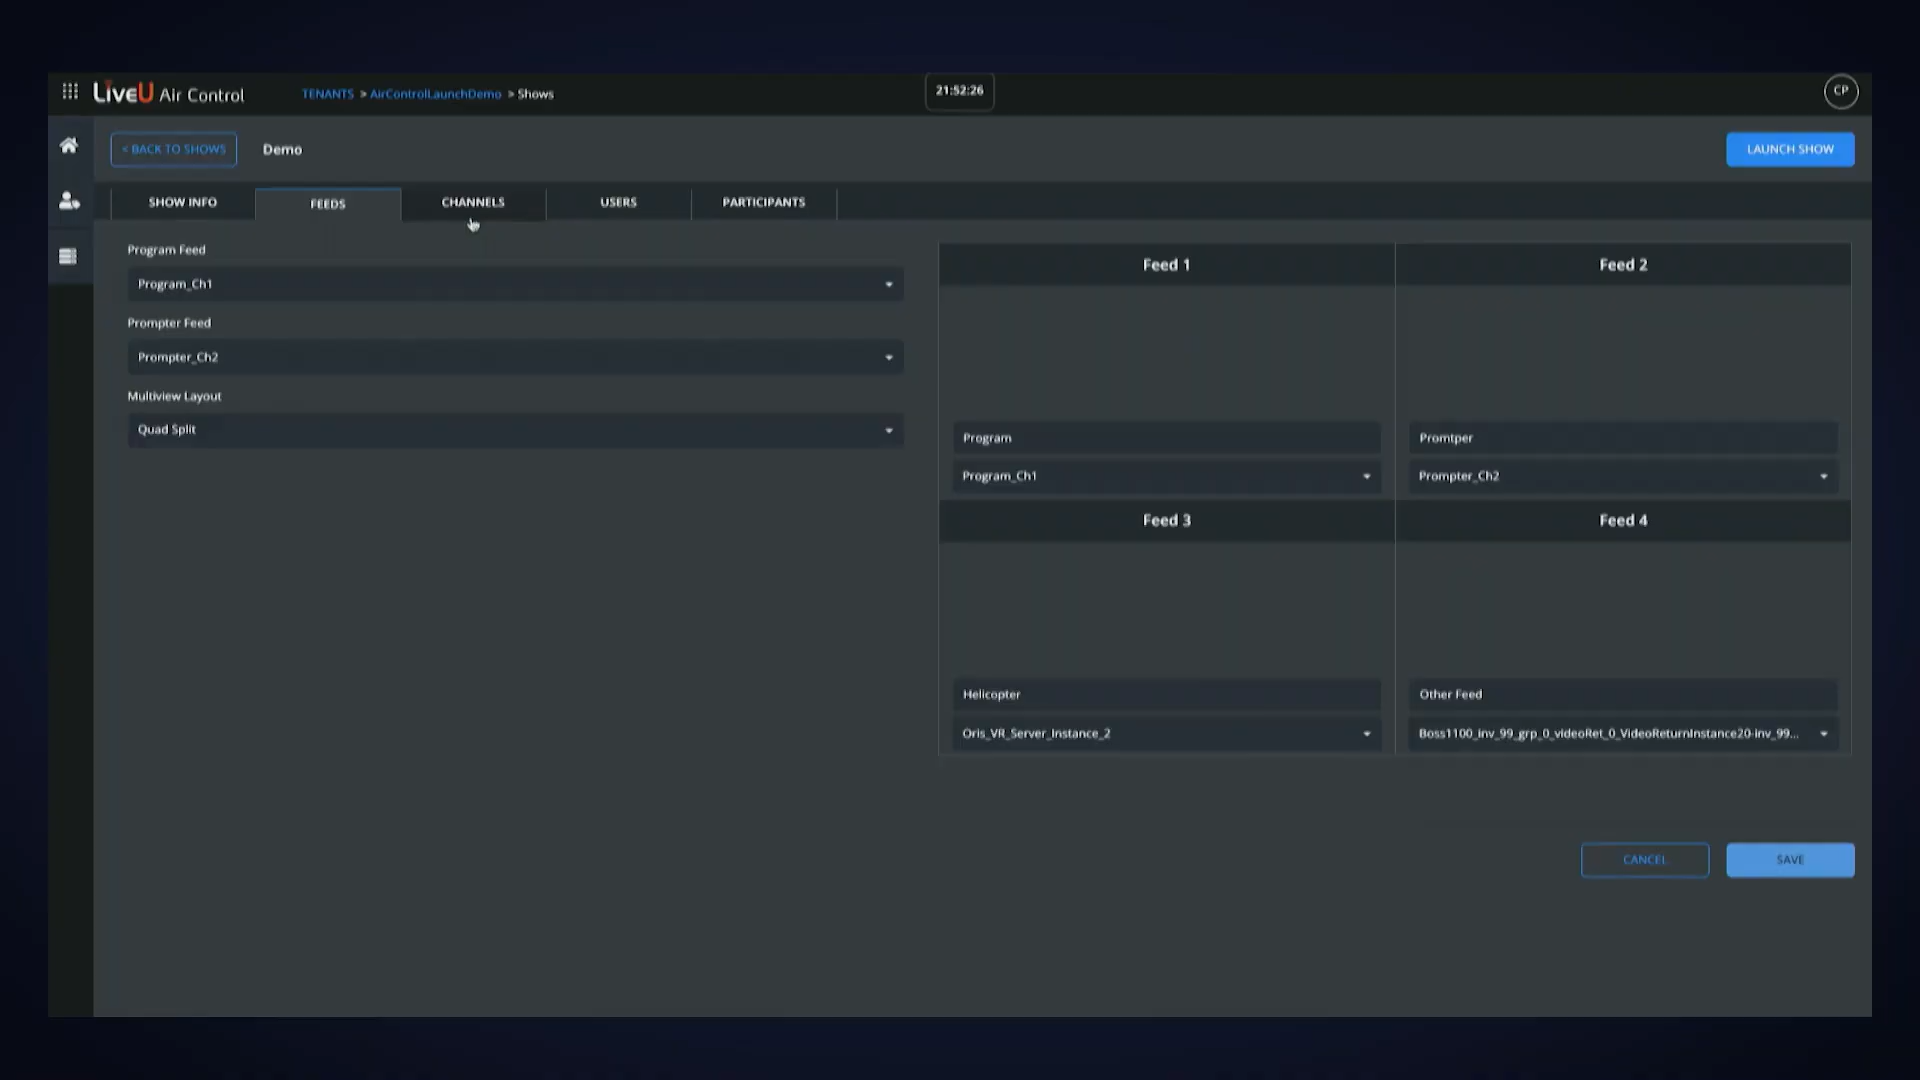 LiveU Air Control
TENANTS > AirControlLaunchDemo > Shows
21:52:26
CP
< BACK TO SHOWS
Demo
LAUNCH SHOW
SHOW INFO
FEEDS
CHANNELS
USERS
PARTICIPANTS
Program Feed
Program_Ch1
Prompter Feed
Prompter_Ch2
Multiview Layout
Quad Split
Feed 1
Feed 2
Program
Promtper
Program_Ch1
Prompter_Ch2
Feed 3
Feed 4
Helicopter
Other Feed
Oris_VR_Server_Instance_2
Boss1100_inv_99_grp_0_videoRet_0_VideoReturnInstance20-inv_99...
CANCEL
SAVE